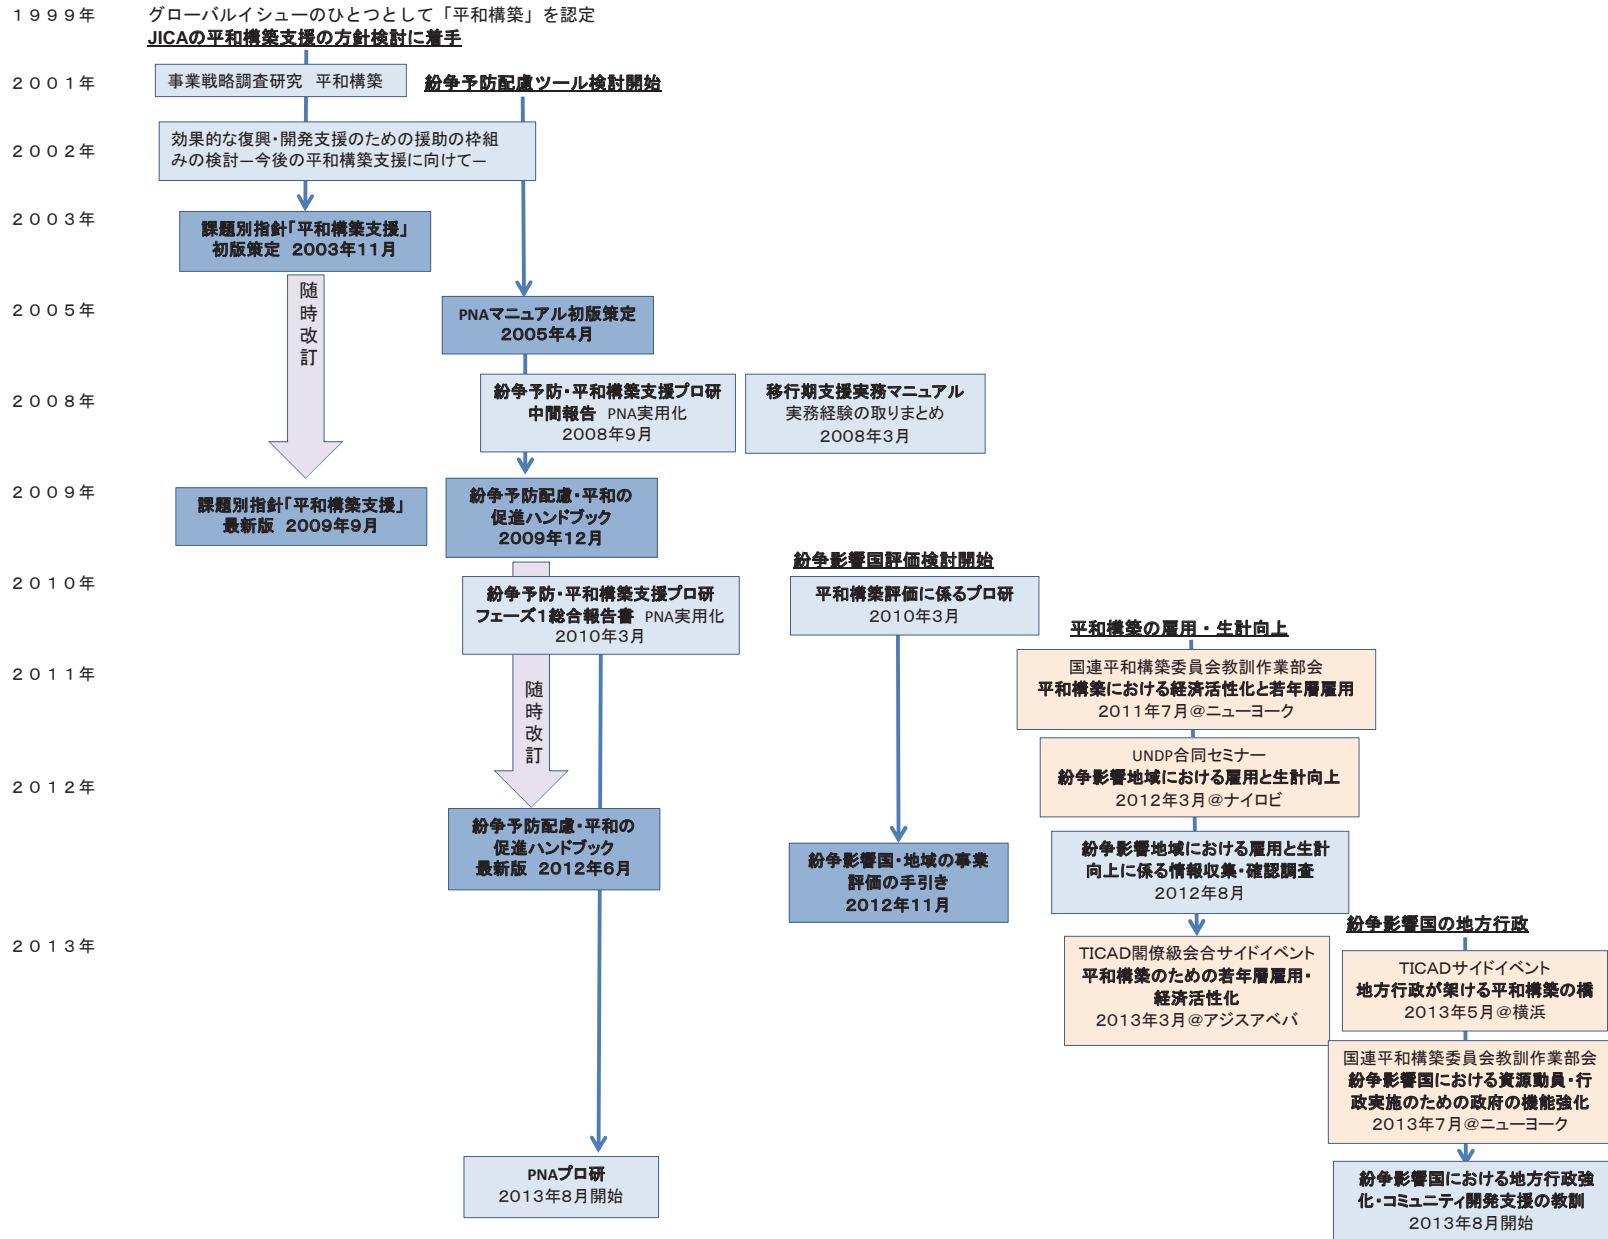 1999年
グローバルイシューのひとつとして「平和構築」を認定
JICAの平和構築支援の方針検討に着手
2001年
事業戦略調査研究　平和構築
紛争予防配慮ツール検討開始
2002年
効果的な復興・開発支援のための援助の枠組
みの検討―今後の平和構築支援に向けて―
2003年
課題別指針「平和構築支援」
初版策定　2003年11月
随時改訂
2005年
PNAマニュアル初版策定
2005年4月
2008年
紛争予防・平和構築支援プロ研
中間報告　PNA実用化
2008年9月
移行期支援実務マニュアル
実務経験の取りまとめ
2008年3月
2009年
課題別指針「平和構築支援」
最新版　2009年9月
紛争予防配慮・平和の
促進ハンドブック
2009年12月
紛争影響国評価検討開始
2010年
紛争予防・平和構築支援プロ研
フェーズ1総合報告書　PNA実用化
2010年3月
平和構築評価に係るプロ研
2010年3月
平和構築の雇用・生計向上
2011年
随時改訂
国連平和構築委員会教訓作業部会
平和構築における経済活性化と若年層雇用
2011年7月＠ニューヨーク
UNDP合同セミナー
紛争影響地域における雇用と生計向上
2012年3月＠ナイロビ
2012年
紛争予防配慮・平和の
促進ハンドブック
最新版　2012年6月
紛争影響国・地域の事業
評価の手引き
2012年11月
紛争影響地域における雇用と生計
向上に係る情報収集・確認調査
2012年8月
紛争影響国の地方行政
2013年
TICAD閣僚級会合サイドイベント
平和構築のための若年層雇用・
経済活性化
2013年3月＠アジスアベバ
TICADサイドイベント
地方行政が架ける平和構築の橋
2013年5月＠横浜
国連平和構築委員会教訓作業部会
紛争影響国における資源動員・行
政実施のための政府の機能強化
2013年7月＠ニューヨーク
PNAプロ研
2013年8月開始
紛争影響国における地方行政強
化・コミュニティ開発支援の教訓
2013年8月開始